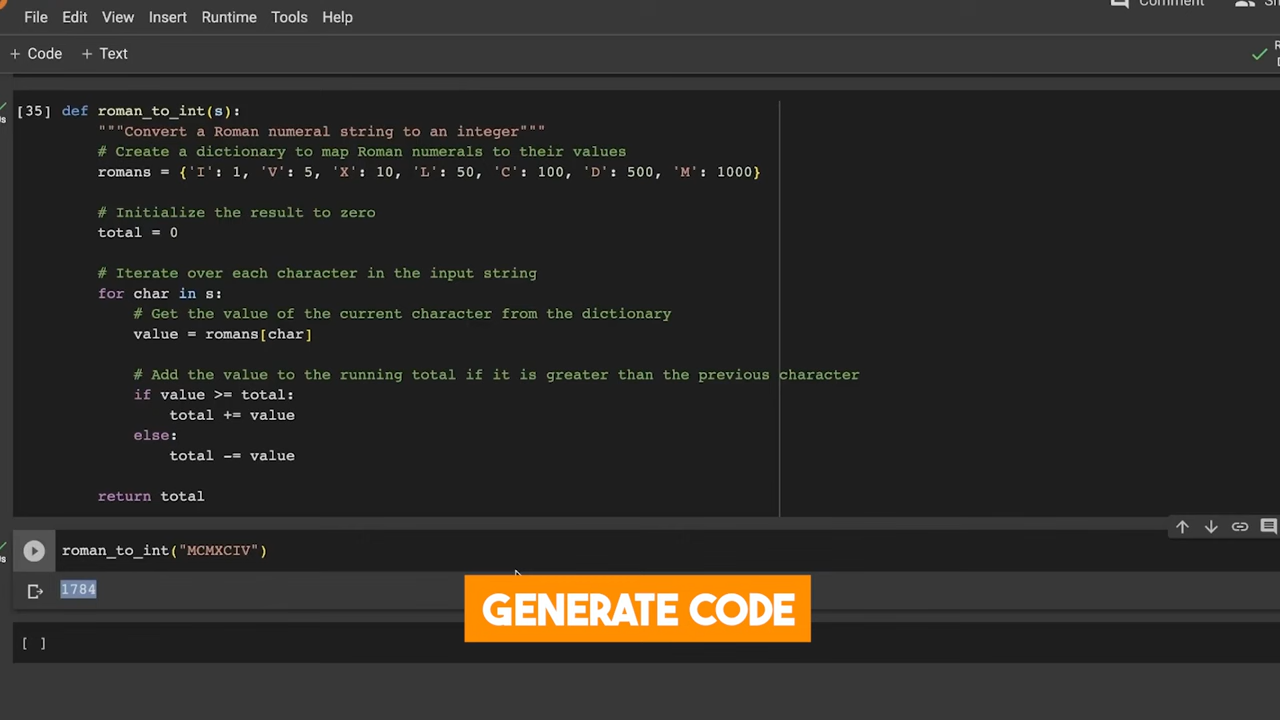 File Edit View Insert Runtime Tools Help
Comment
+ Code + Text
[35] def roman_to_int(s):
"""Convert a Roman numeral string to an integer"""
# Create a dictionary to map Roman numerals to their values
romans = {'I': 1, 'V': 5, 'X': 10, 'L': 50, 'C': 100, 'D': 500, 'M': 1000}
# Initialize the result to zero
total = 0
# Iterate over each character in the input string
for char in s:
# Get the value of the current character from the dictionary
value = romans[char]
# Add the value to the running total if it is greater than the previous character
if value >= total:
total += value
else:
total -= value
return total
roman_to_int("MCMXCIV")
1784
GENERATE CODE
[ ]